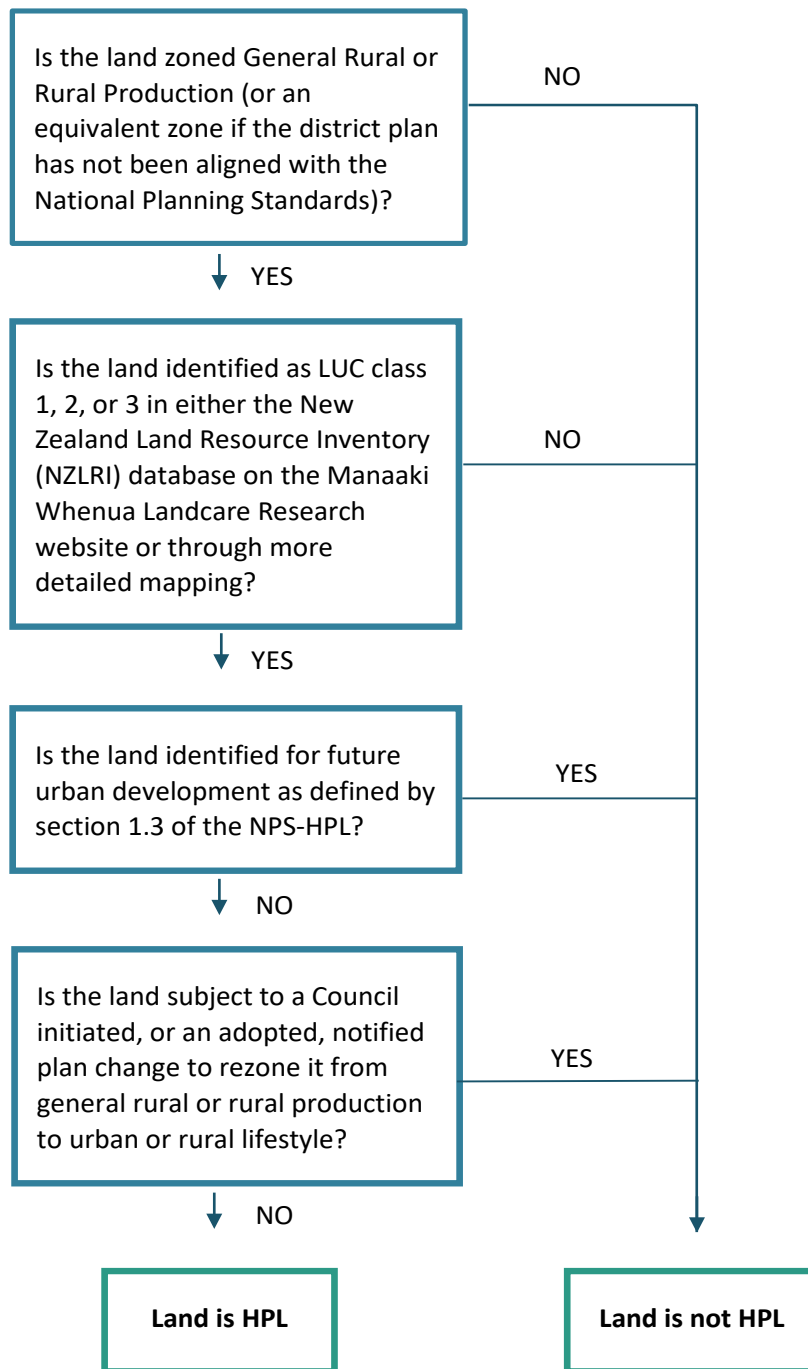 Is the land zoned General Rural or
Rural Production (or an
equivalent zone if the district plan
has not been aligned with the
National Planning Standards)?
NO
YES
Is the land identified as LUC class
1, 2, or 3 in either the New
Zealand Land Resource Inventory
(NZLRI) database on the Manaaki
Whenua Landcare Research
website or through more
detailed mapping?
NO
YES
Is the land identified for future
urban development as defined by
section 1.3 of the NPS-HPL?
YES
NO
Is the land subject to a Council
initiated, or an adopted, notified
plan change to rezone it from
general rural or rural production
to urban or rural lifestyle?
YES
NO
Land is HPL
Land is not HPL